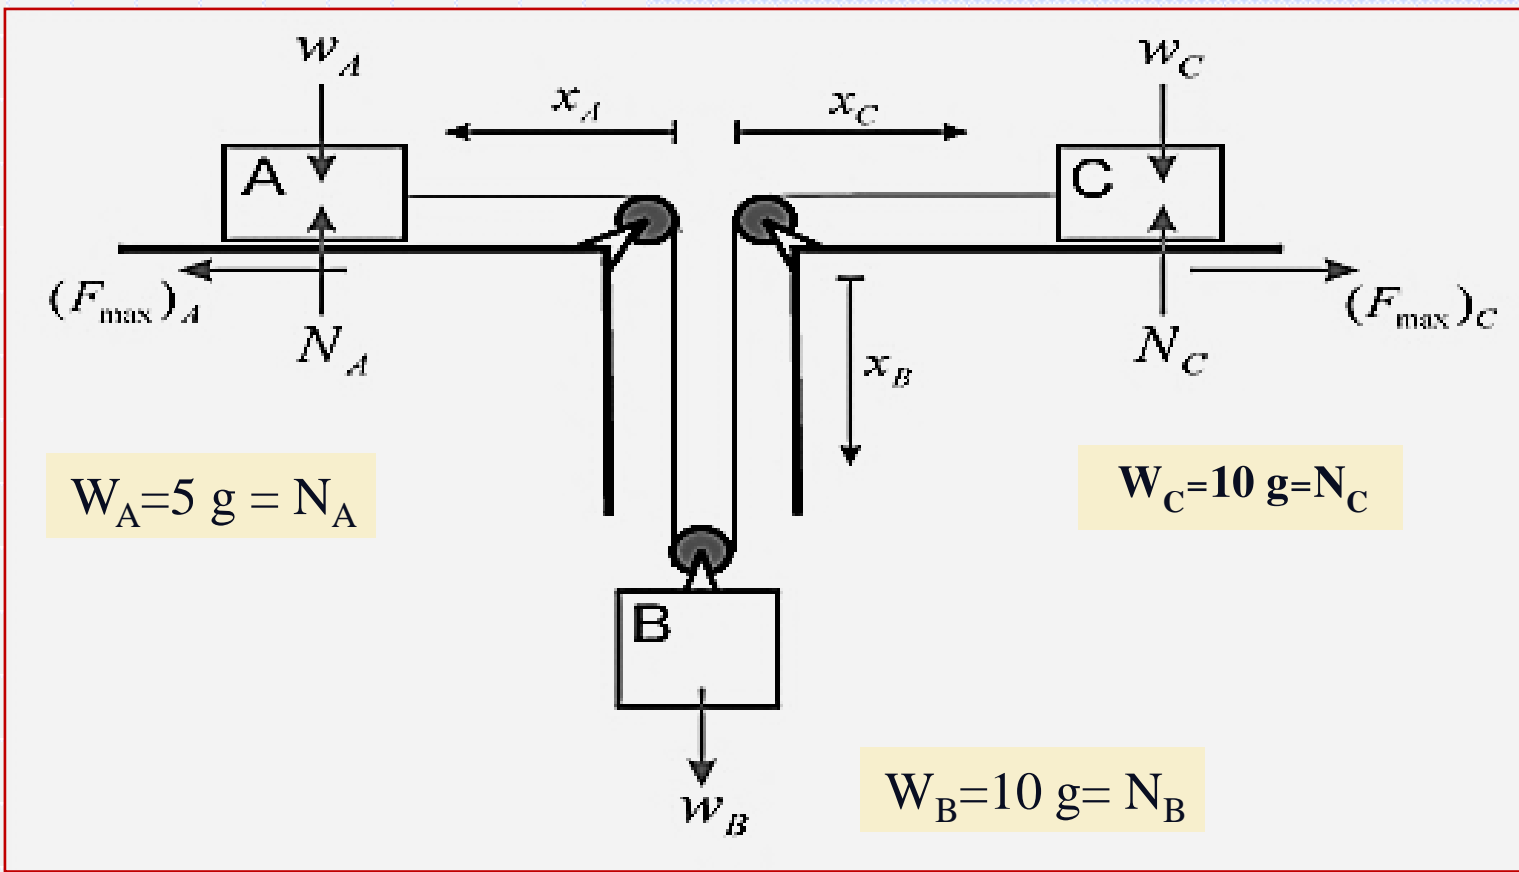 w_A
w_C
x_A
x_C
A
C
(F_max)_A
(F_max)_C
N_A
N_C
x_B
W_A=5 g = N_A
W_C=10 g=N_C
B
W_B=10 g= N_B
w_B